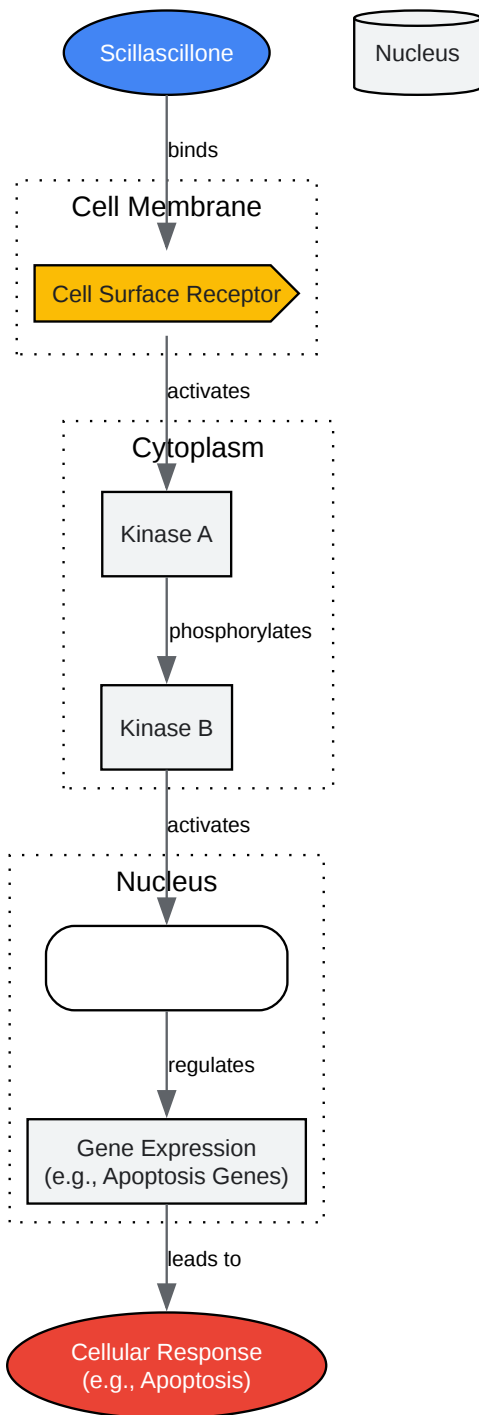 Scillascillone
Nucleus
binds
Cell Membrane
Cell Surface Receptor
activates
Cytoplasm
Kinase A
phosphorylates
Kinase B
activates
Nucleus
regulates
Gene Expression
(e.g., Apoptosis Genes)
leads to
Cellular Response
(e.g., Apoptosis)